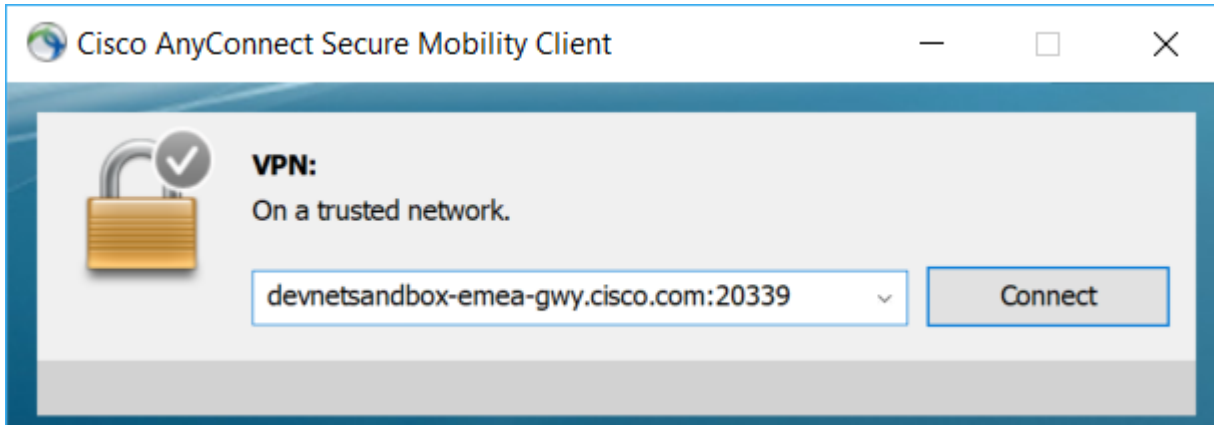 Cisco AnyConnect Secure Mobility Client
VPN:
On a trusted network.
devnetsandbox-emea-gwy.cisco.com:20339
Connect